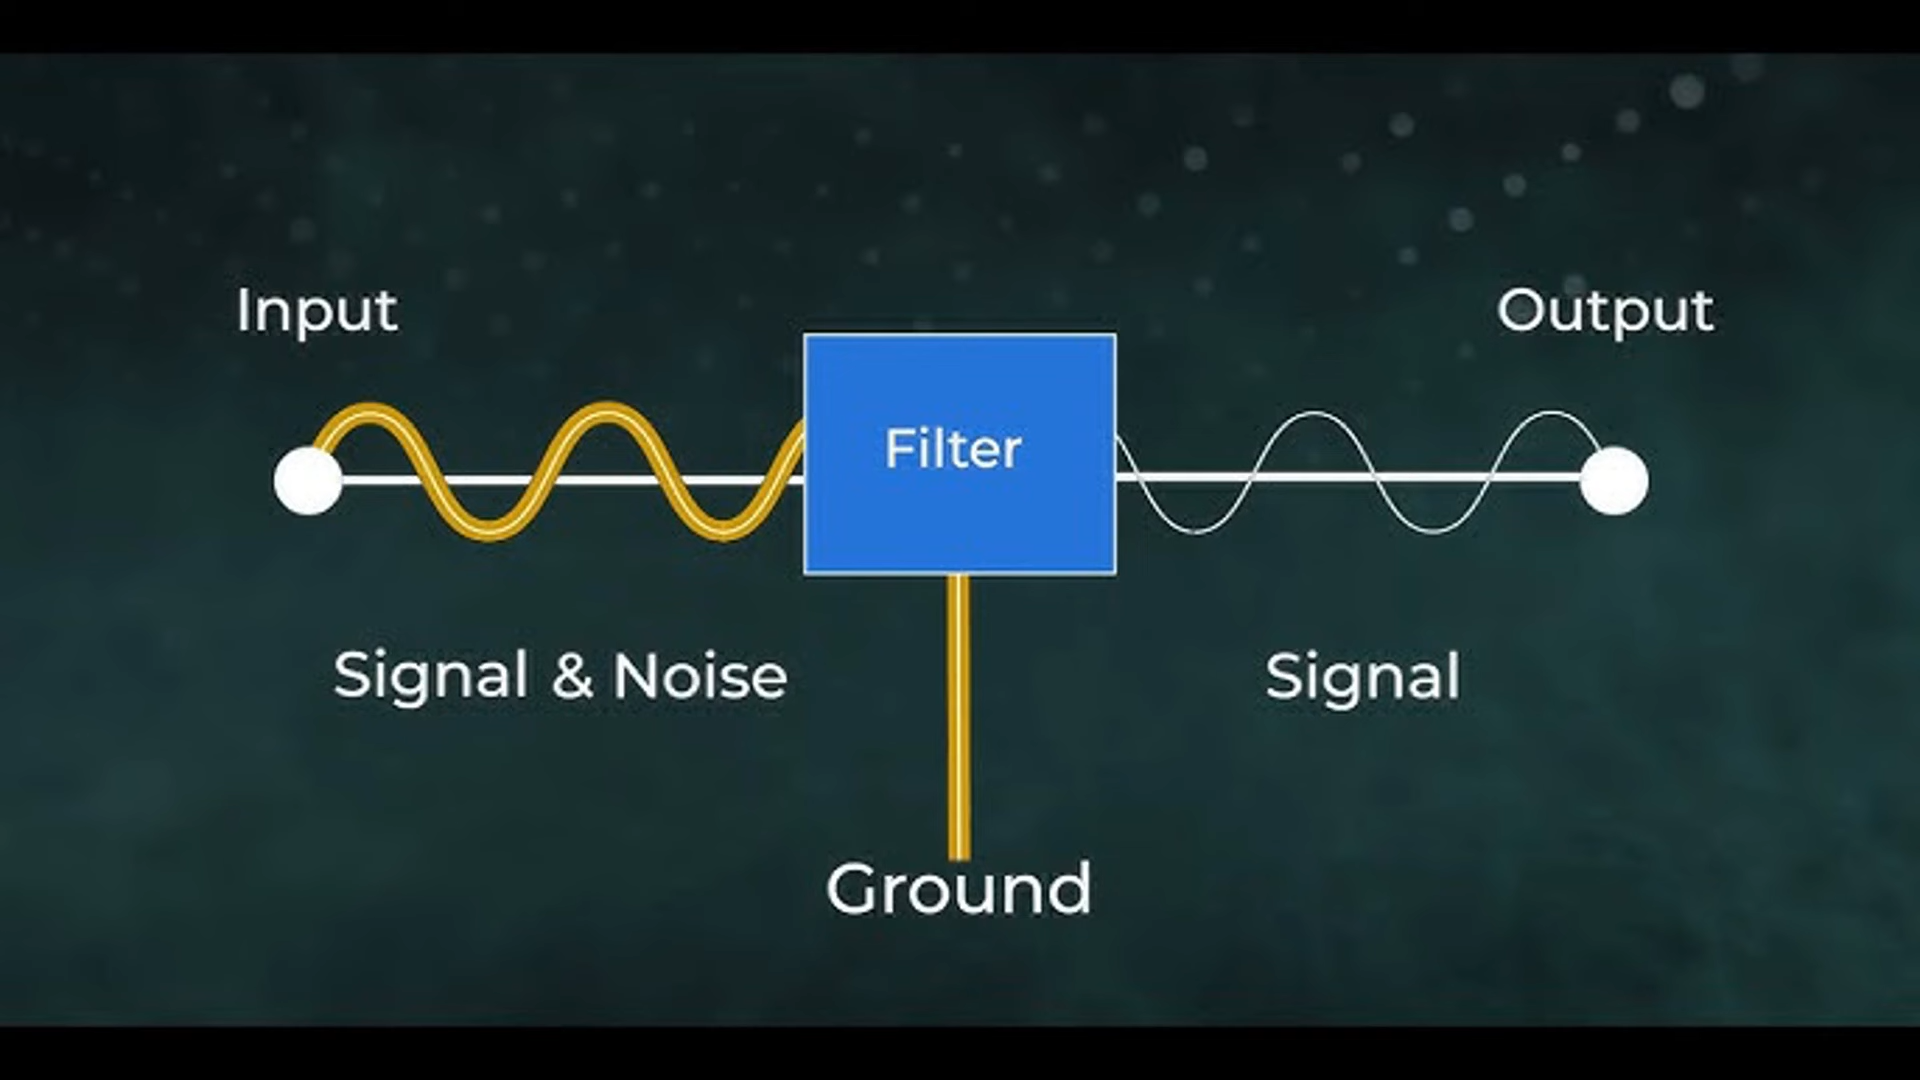 Input
Output
Filter
Signal & Noise
Signal
Ground